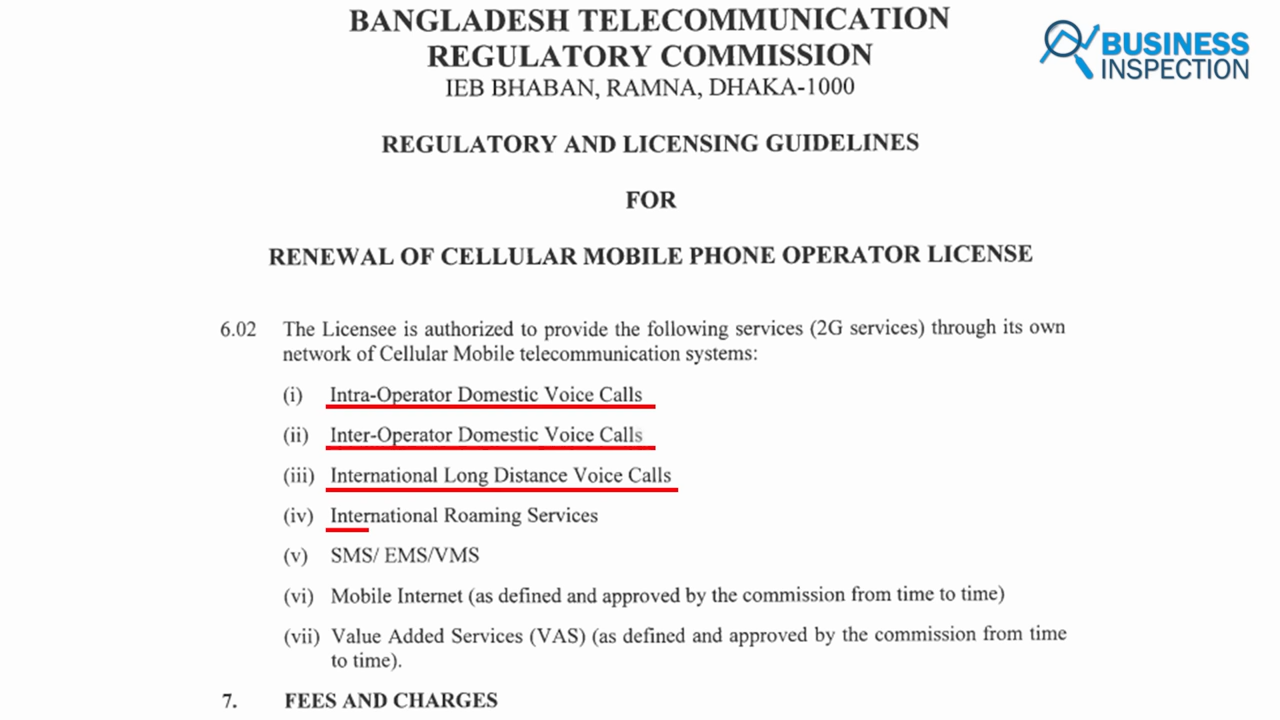 BANGLADESH TELECOMMUNICATION
REGULATORY COMMISSION
IEB BHABAN, RAMNA, DHAKA-1000
BUSINESS
INSPECTION
REGULATORY AND LICENSING GUIDELINES
FOR
RENEWAL OF CELLULAR MOBILE PHONE OPERATOR LICENSE
6.02 The Licensee is authorized to provide the following services (2G services) through its own
network of Cellular Mobile telecommunication systems:
(i) Intra-Operator Domestic Voice Calls
(ii) Inter-Operator Domestic Voice Calls
(iii) International Long Distance Voice Calls
(iv) International Roaming Services
(v) SMS/ EMS/VMS
(vi) Mobile Internet (as defined and approved by the commission from time to time)
(vii) Value Added Services (VAS) (as defined and approved by the commission from time
to time).
7. FEES AND CHARGES